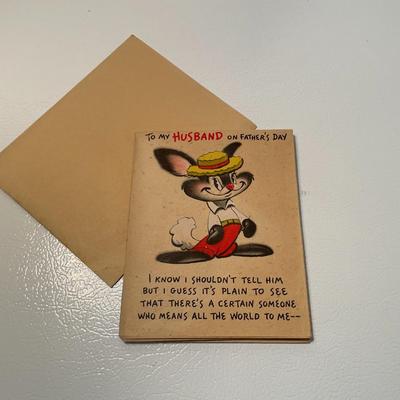 TO MY HUSBAND ON FATHER'S DAY
I KNOW I SHOULDN'T TELL HIM
BUT I GUESS IT'S PLAIN TO SEE
THAT THERE'S A CERTAIN SOMEONE
WHO MEANS ALL THE WORLD TO ME--